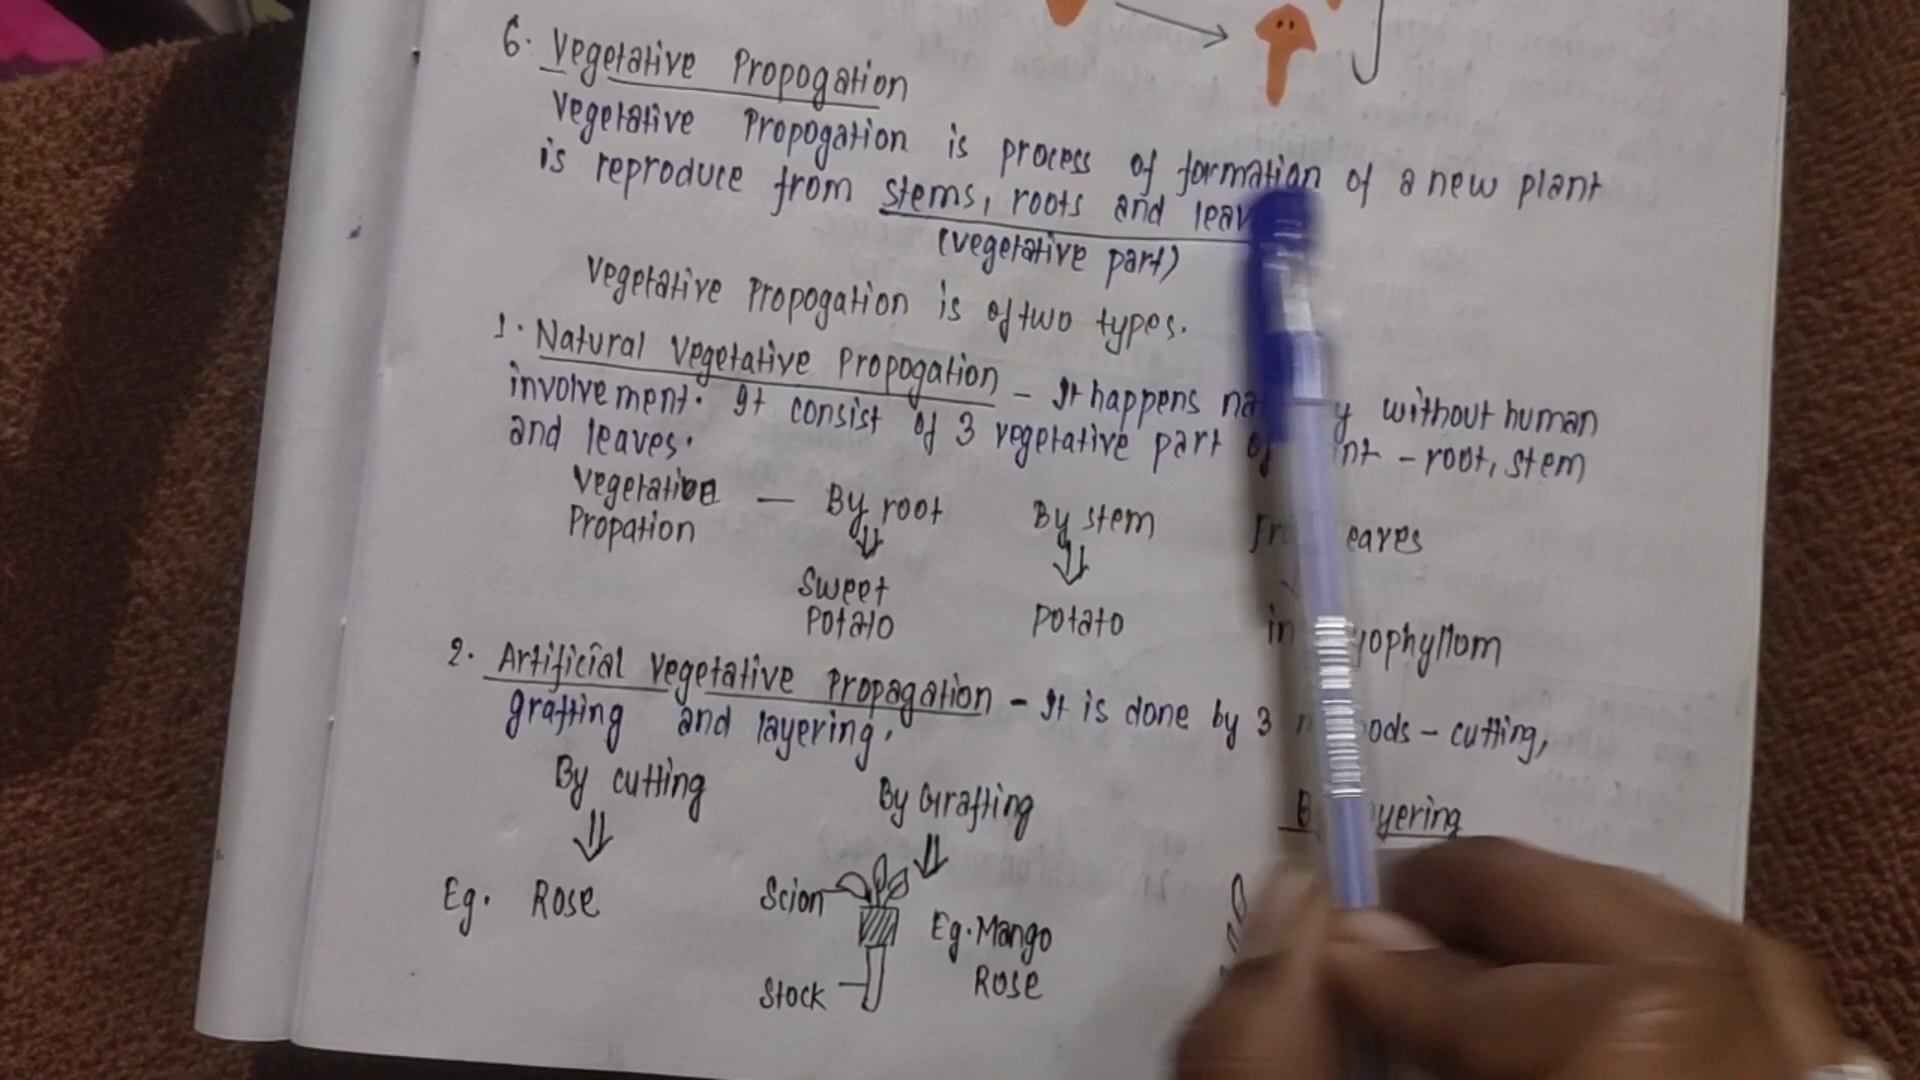 6. Vegetative Propogation
Vegetative Propogation is process of formation of a new plant
is reproduce from stems, roots and
(vegetative part)
Vegetative Propogation is of two types.
1. Natural Vegetative Propogation - It happens without human
involvement. It consist of 3 vegetative part - root, stem
and leaves.
Vegetative — By root By stem
Propation
Sweet
Potato Potato
2. Artificial Vegetative Propagation - It is done by 3 - cutting,
grafting and layering.
By cutting By Grafting
Scion
Eg. Rose Eg. Mango
Rose
Stock